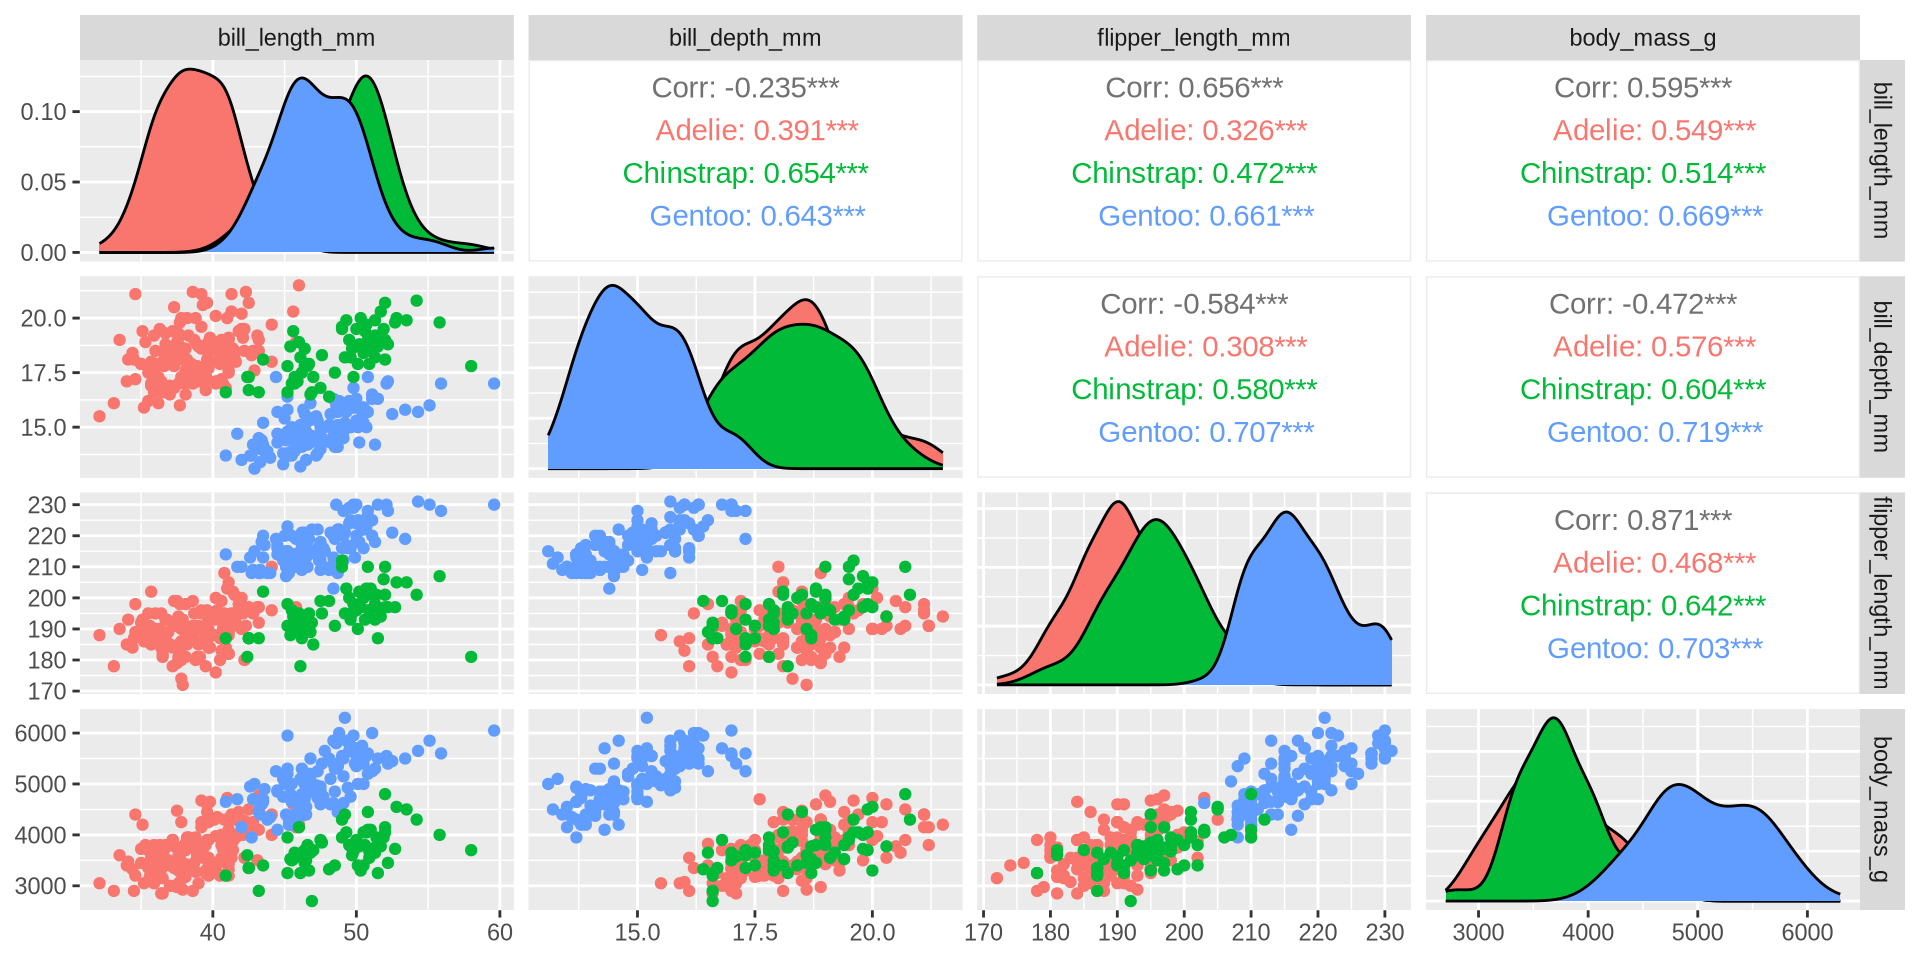 bill_length_mm
bill_depth_mm
flipper_length_mm
body_mass_g
0.10
0.05
0.00
Corr: -0.235***
Adelie: 0.391***
Chinstrap: 0.654***
Gentoo: 0.643***
Corr: 0.656***
Adelie: 0.326***
Chinstrap: 0.472***
Gentoo: 0.661***
Corr: 0.595***
Adelie: 0.549***
Chinstrap: 0.514***
Gentoo: 0.669***
bill_length_mm
20.0
17.5
15.0
Corr: -0.584***
Adelie: 0.308***
Chinstrap: 0.580***
Gentoo: 0.707***
Corr: -0.472***
Adelie: 0.576***
Chinstrap: 0.604***
Gentoo: 0.719***
bill_depth_mm
230
220
210
200
190
180
170
Corr: 0.871***
Adelie: 0.468***
Chinstrap: 0.642***
Gentoo: 0.703***
flipper_length_mm
6000
5000
4000
3000
body_mass_g
40 50 60
15.0 17.5 20.0
170 180 190 200 210 220 230
3000 4000 5000 6000